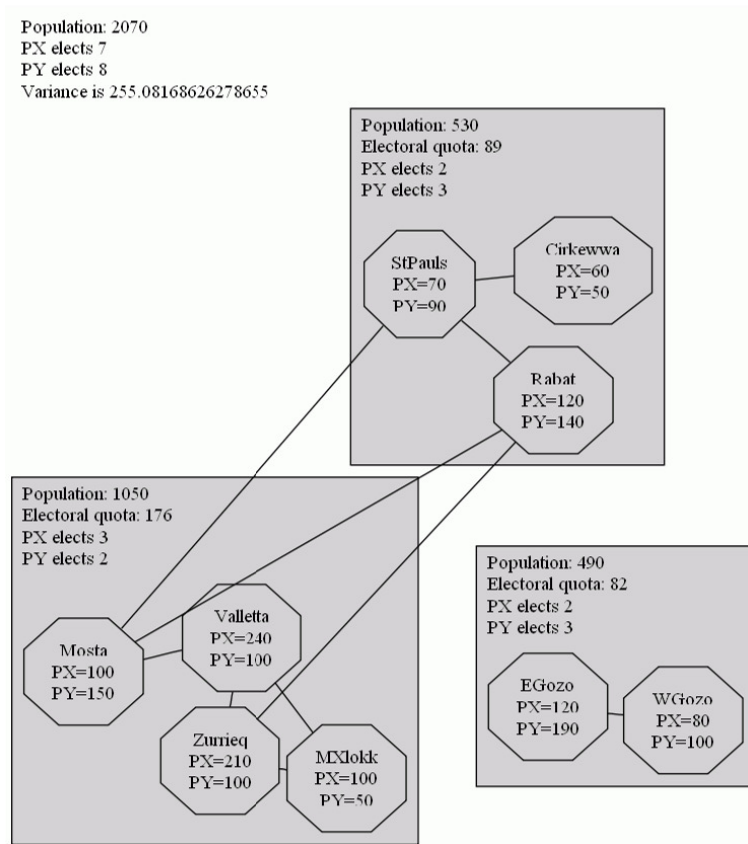 Population: 2070
PX elects 7
PY elects 8
Variance is 255.08168626278655
Population: 530
Electoral quota: 89
PX elects 2
PY elects 3
StPauls
PX=70
PY=90
Cirkewwa
PX=60
PY=50
Rabat
PX=120
PY=140
Population: 1050
Electoral quota: 176
PX elects 3
PY elects 2
Mosta
PX=100
PY=150
Valletta
PX=240
PY=100
Zurrieq
PX=210
PY=100
MXlokk
PX=100
PY=50
Population: 490
Electoral quota: 82
PX elects 2
PY elects 3
EGozo
PX=120
PY=190
WGozo
PX=80
PY=100